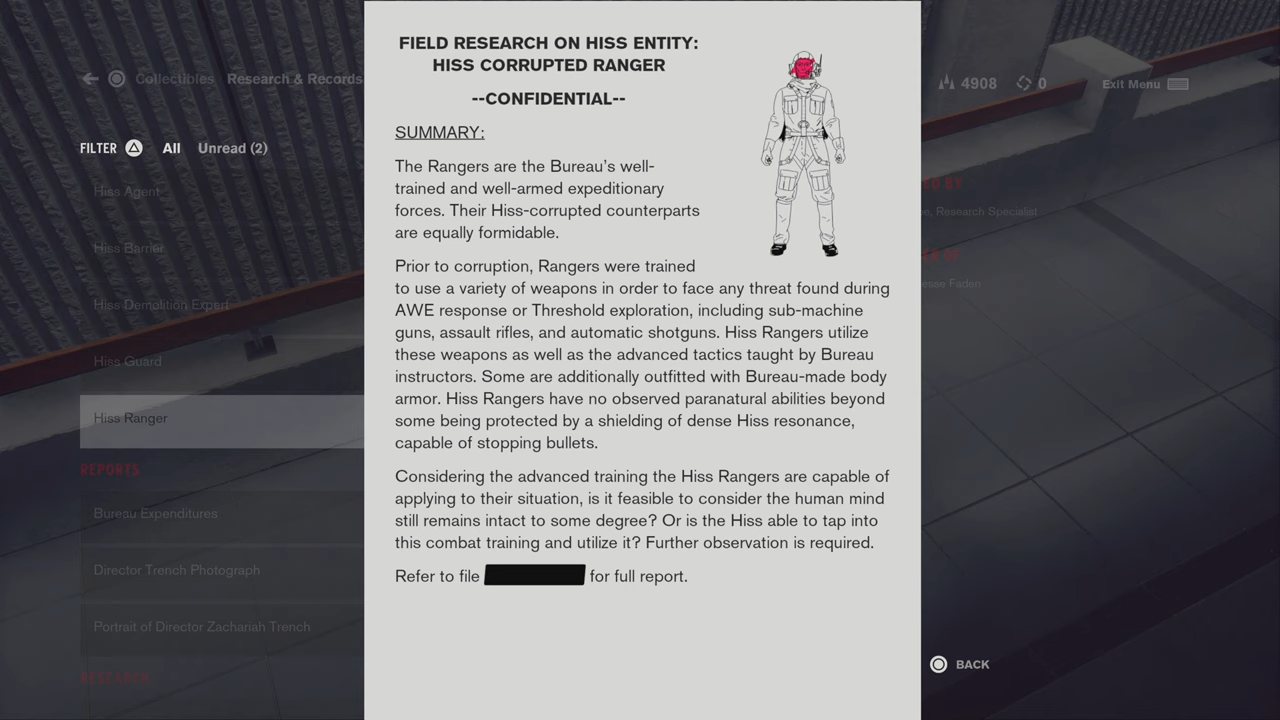 Collectibles Research & Records
4908 0 Exit Menu
FILTER All Unread (2)
Hiss Agent
Hiss Barrier
Hiss Demolition Expert
Hiss Guard
Hiss Ranger
REPORTS
Bureau Expenditures
Director Trench Photograph
Portrait of Director Zachariah Trench
RESEARCH
FIELD RESEARCH ON HISS ENTITY:
HISS CORRUPTED RANGER
--CONFIDENTIAL--
SUMMARY:
The Rangers are the Bureau's well-
trained and well-armed expeditionary
forces. Their Hiss-corrupted counterparts
are equally formidable.
Prior to corruption, Rangers were trained
to use a variety of weapons in order to face any threat found during
AWE response or Threshold exploration, including sub-machine
guns, assault rifles, and automatic shotguns. Hiss Rangers utilize
these weapons as well as the advanced tactics taught by Bureau
instructors. Some are additionally outfitted with Bureau-made body
armor. Hiss Rangers have no observed paranatural abilities beyond
some being protected by a shielding of dense Hiss resonance,
capable of stopping bullets.
Considering the advanced training the Hiss Rangers are capable of
applying to their situation, is it feasible to consider the human mind
still remains intact to some degree? Or is the Hiss able to tap into
this combat training and utilize it? Further observation is required.
Refer to file for full report.
BY
, Research Specialist
OF
Faden
BACK